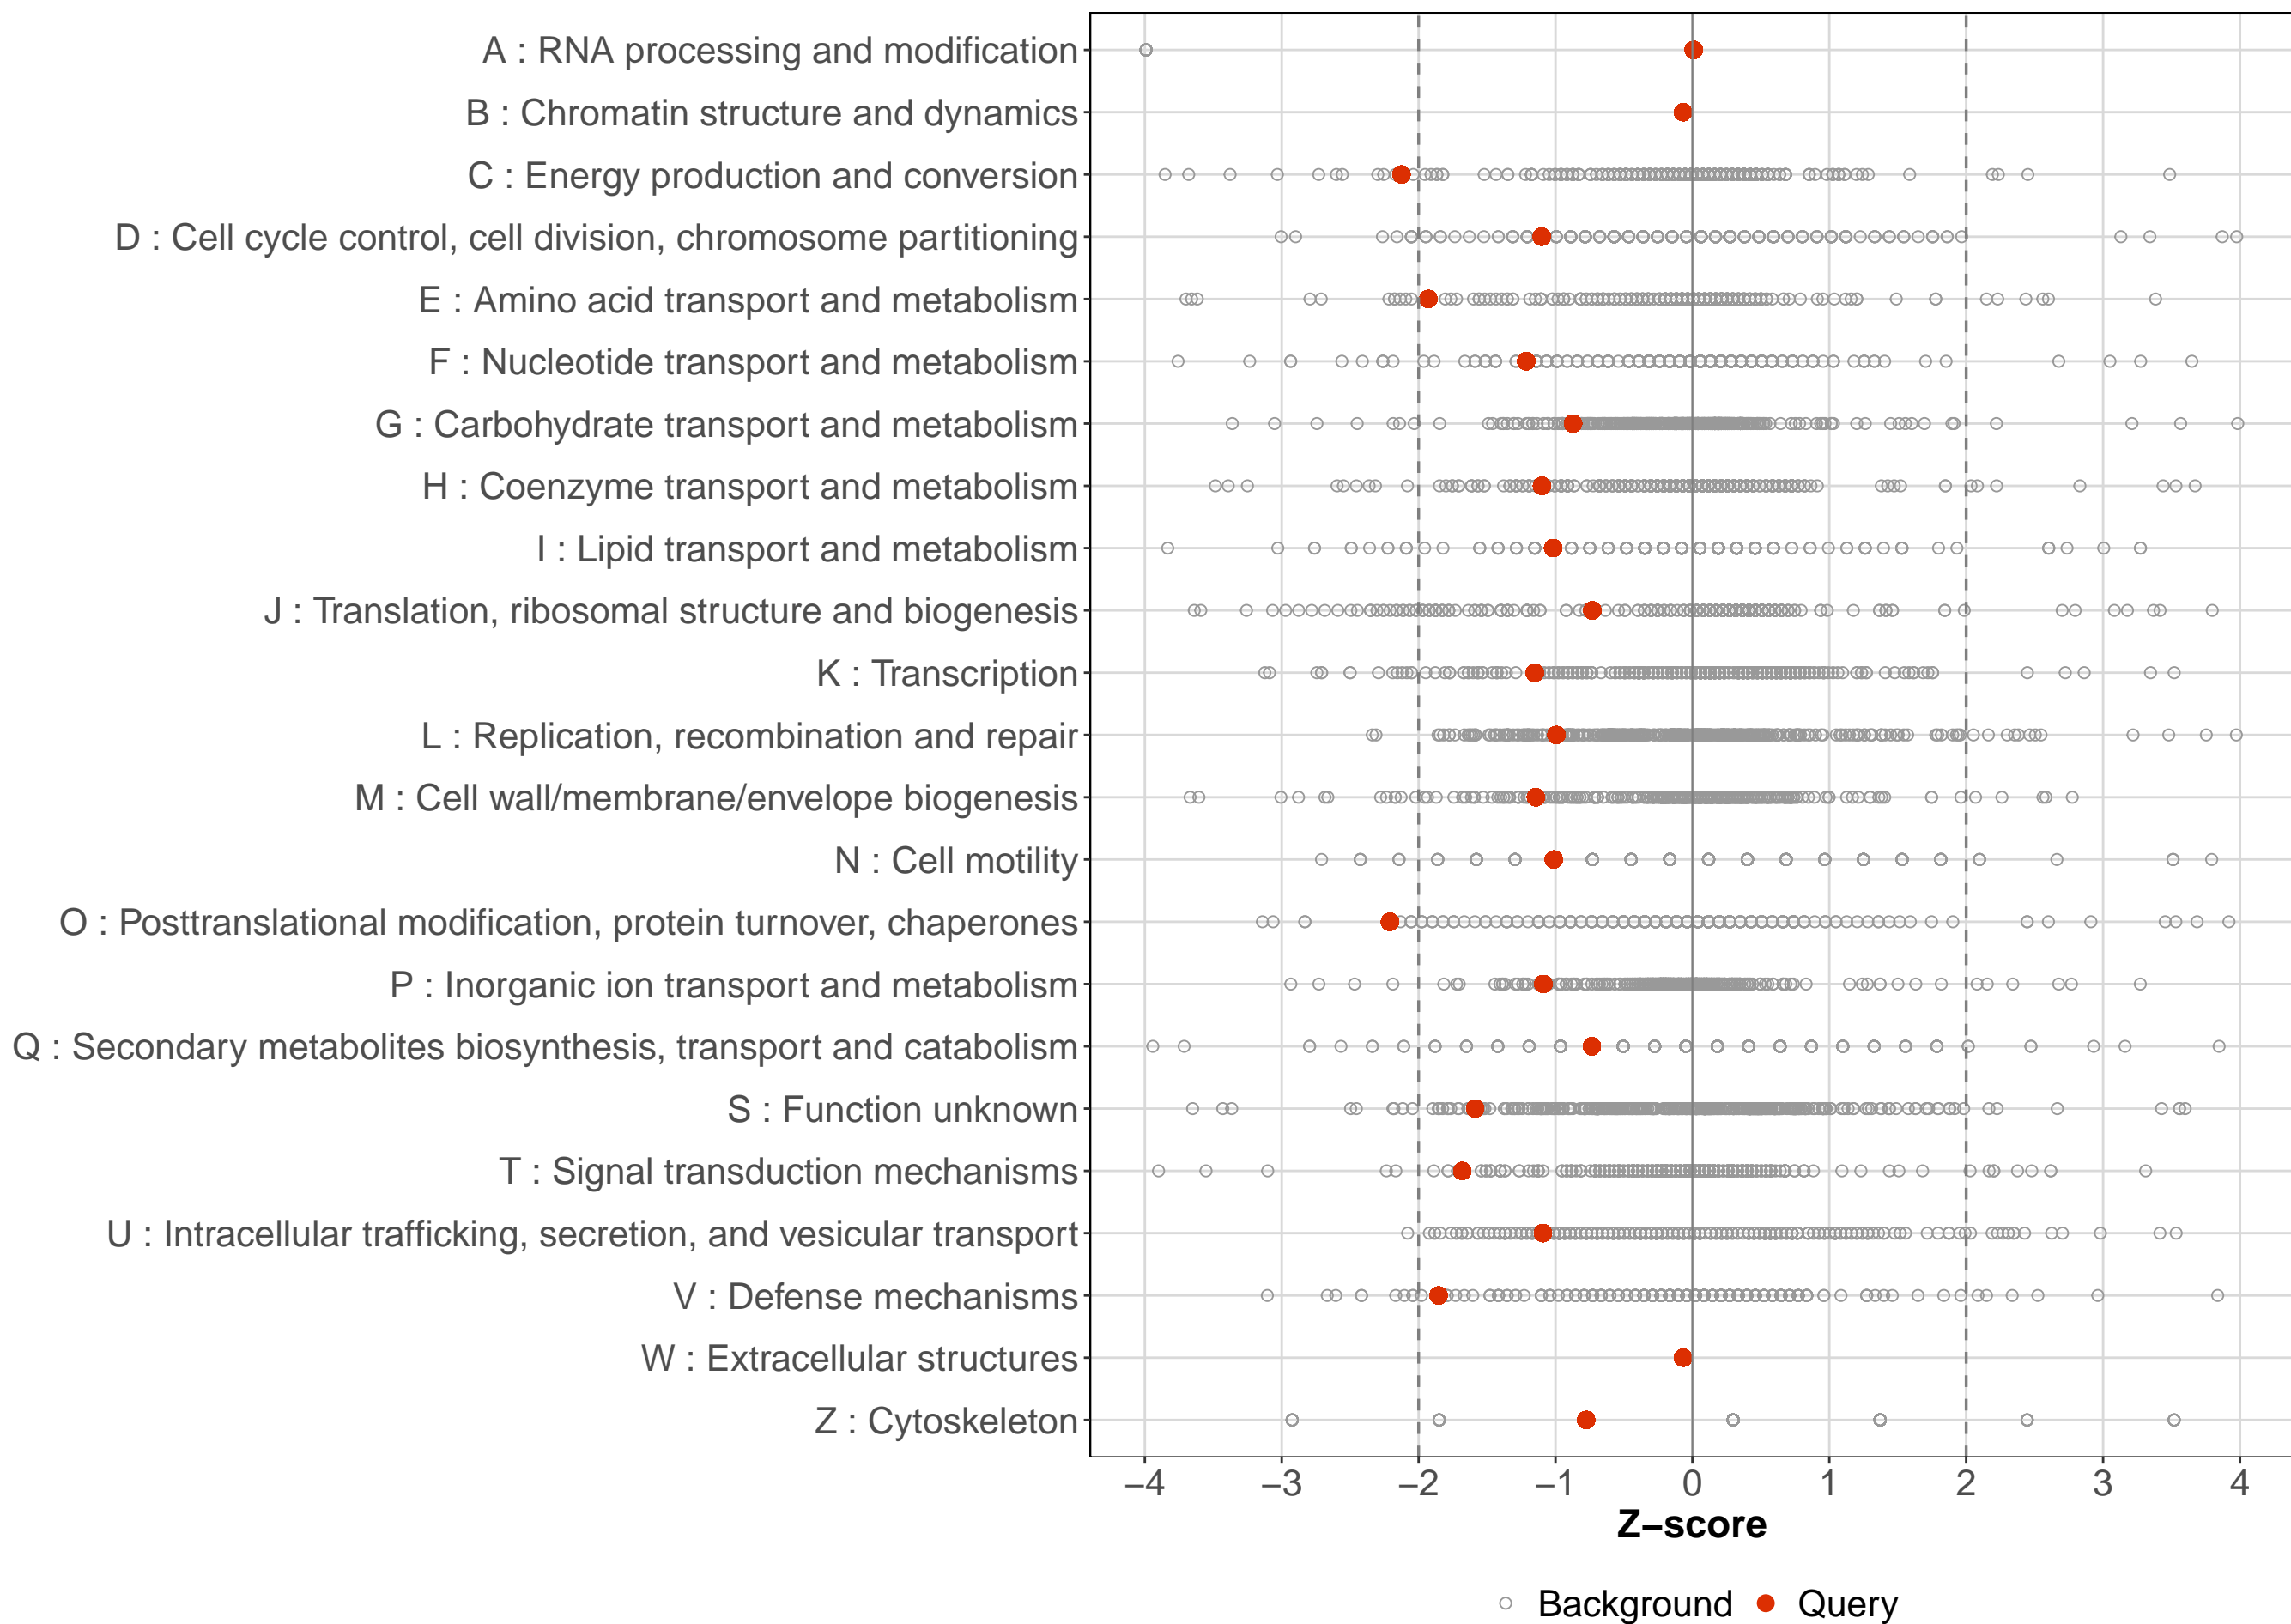 A : RNA processing and modification
B : Chromatin structure and dynamics
C : Energy production and conversion
D : Cell cycle control, cell division, chromosome partitioning
E : Amino acid transport and metabolism
F : Nucleotide transport and metabolism
G : Carbohydrate transport and metabolism
H : Coenzyme transport and metabolism
I : Lipid transport and metabolism
J : Translation, ribosomal structure and biogenesis
K : Transcription
L : Replication, recombination and repair
M : Cell wall/membrane/envelope biogenesis
N : Cell motility
O : Posttranslational modification, protein turnover, chaperones
P : Inorganic ion transport and metabolism
Q : Secondary metabolites biosynthesis, transport and catabolism
S : Function unknown
T : Signal transduction mechanisms
U : Intracellular trafficking, secretion, and vesicular transport
V : Defense mechanisms
W : Extracellular structures
Z : Cytoskeleton
−4 −3 −2 −1 0 1 2 3 4
Z−score
Background Query